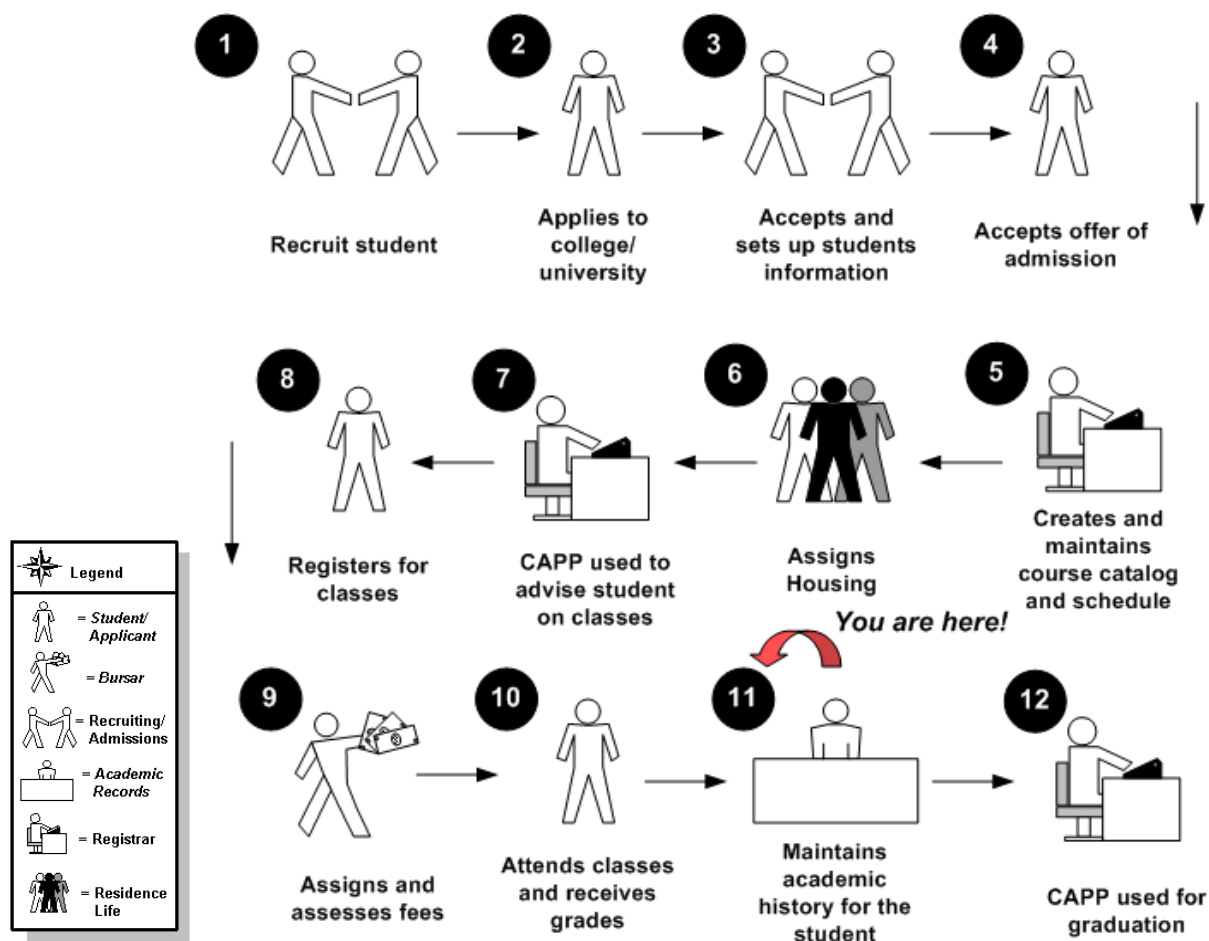 1
2
3
4
Recruit student
Applies to
college/
university
Accepts and
sets up students
information
Accepts offer of
admission
8
7
6
5
Registers for
classes
CAPP used to
advise student
on classes
Assigns
Housing
Creates and
maintains
course catalog
and schedule
You are here!
9
10
11
12
Assigns and
assesses fees
Attends classes
and receives
grades
Maintains
academic
history for the
student
CAPP used for
graduation
Legend
= Student/
Applicant
= Bursar
= Recruiting/
Admissions
= Academic
Records
= Registrar
= Residence
Life